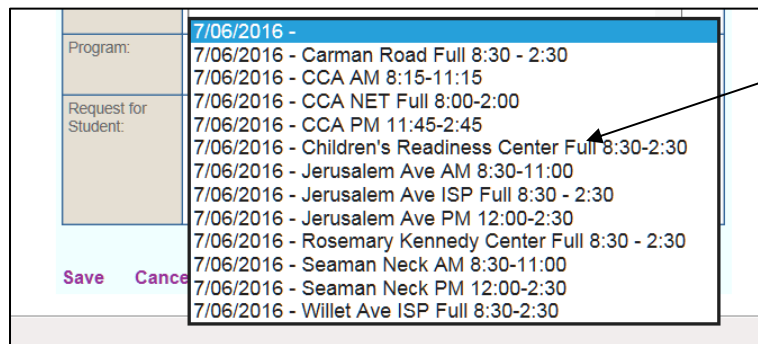 7/06/2016 -
Program:
7/06/2016 - Carman Road Full 8:30 - 2:30
7/06/2016 - CCA AM 8:15-11:15
7/06/2016 - CCA NET Full 8:00-2:00
Request for
Student:
7/06/2016 - CCA PM 11:45-2:45
7/06/2016 - Children's Readiness Center Full 8:30-2:30
7/06/2016 - Jerusalem Ave AM 8:30-11:00
7/06/2016 - Jerusalem Ave ISP Full 8:30 - 2:30
7/06/2016 - Jerusalem Ave PM 12:00-2:30
7/06/2016 - Rosemary Kennedy Center Full 8:30 - 2:30
7/06/2016 - Seaman Neck AM 8:30-11:00
7/06/2016 - Seaman Neck PM 12:00-2:30
7/06/2016 - Willet Ave ISP Full 8:30-2:30
Save Cance